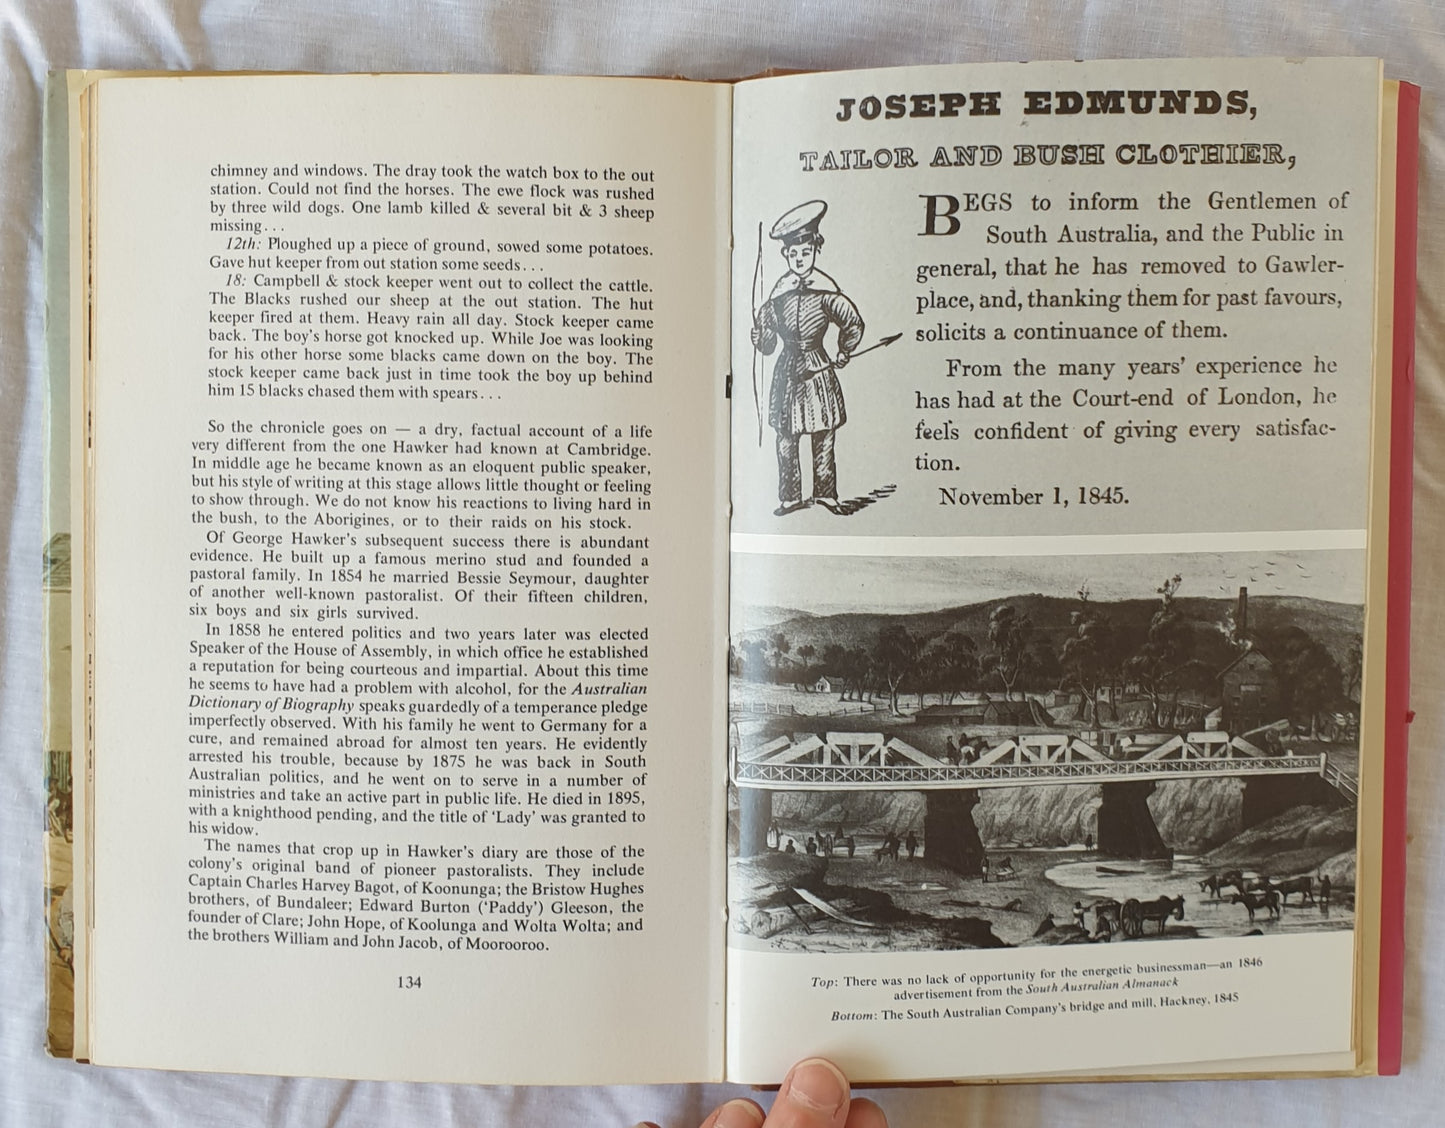 chimney and windows. The dray took the watch box to the out
station. Could not find the horses. The ewe flock was rushed
by three wild dogs. One lamb killed & several bit & 3 sheep
missing . . .
12th: Ploughed up a piece of ground, sowed some potatoes.
Gave hut keeper from out station some seeds . . .
18: Campbell & stock keeper went out to collect the cattle.
The Blacks rushed our sheep at the out station. The hut
keeper fired at them. Heavy rain all day. Stock keeper came
back. The boy's horse got knocked up. While Joe was looking
for his other horse some blacks came down on the boy. The
stock keeper came back just in time took the boy up behind
him 15 blacks chased them with spears . . .
So the chronicle goes on — a dry, factual account of a life
very different from the one Hawker had known at Cambridge.
In middle age he became known as an eloquent public speaker,
but his style of writing at this stage allows little thought or feeling
to show through. We do not know his reactions to living hard in
the bush, to the Aborigines, or to their raids on his stock.
Of George Hawker's subsequent success there is abundant
evidence. He built up a famous merino stud and founded a
pastoral family. In 1854 he married Bessie Seymour, daughter
of another well-known pastoralist. Of their fifteen children,
six boys and six girls survived.
In 1858 he entered politics and two years later was elected
Speaker of the House of Assembly, in which office he established
a reputation for being courteous and impartial. About this time
he seems to have had a problem with alcohol, for the Australian
Dictionary of Biography speaks guardedly of a temperance pledge
imperfectly observed. With his family he went to Germany for a
cure, and remained abroad for almost ten years. He evidently
arrested his trouble, because by 1875 he was back in South
Australian politics, and he went on to serve in a number of
ministries and take an active part in public life. He died in 1895,
with a knighthood pending, and the title of 'Lady' was granted to
his widow.
The names that crop up in Hawker's diary are those of the
colony's original band of pioneer pastoralists. They include
Captain Charles Harvey Bagot, of Koonunga; the Bristow Hughes
brothers, of Bundaleer; Edward Burton ('Paddy') Gleeson, the
founder of Clare; John Hope, of Koolunga and Wolta Wolta; and
the brothers William and John Jacob, of Moorooroo.
134
JOSEPH EDMUNDS,
TAILOR AND BUSH CLOTHIER,
BEGS to inform the Gentlemen of
South Australia, and the Public in
general, that he has removed to Gawler-
place, and, thanking them for past favours,
solicits a continuance of them.
From the many years' experience he
has had at the Court-end of London, he
feels confident of giving every satisfac-
tion.
November 1, 1845.
Top: There was no lack of opportunity for the energetic businessman—an 1846
advertisement from the South Australian Almanack
Bottom: The South Australian Company's bridge and mill, Hackney, 1845